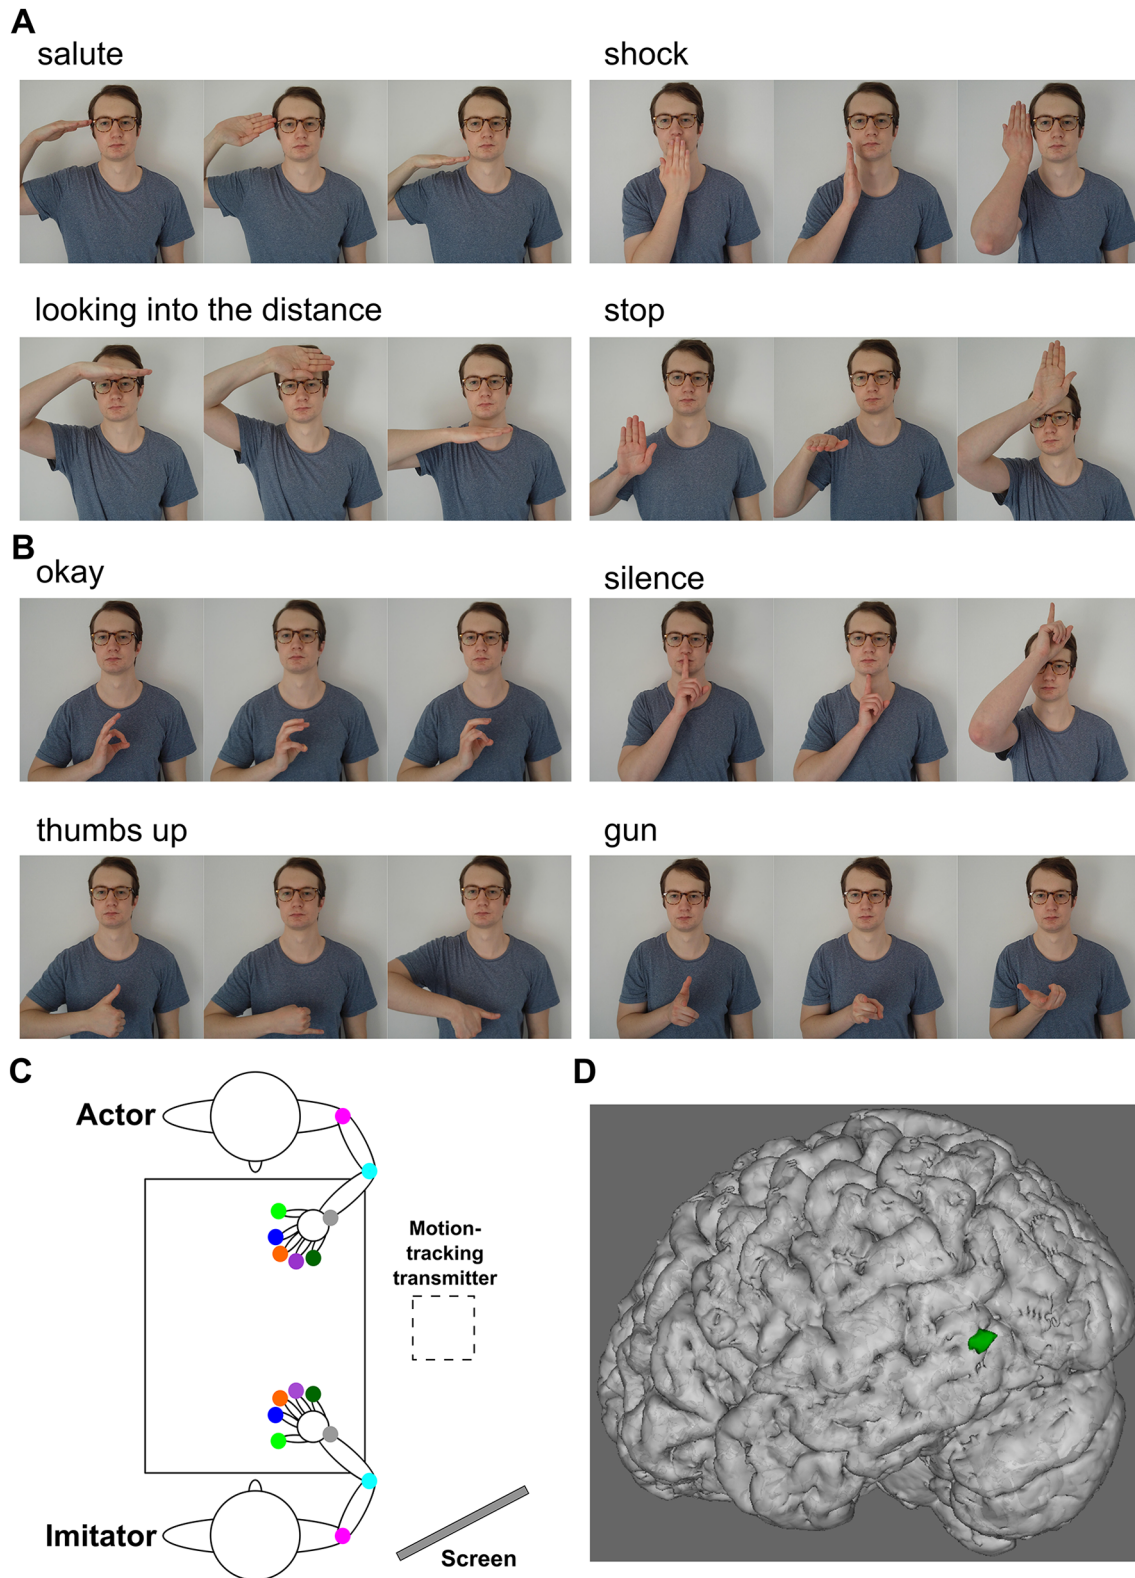 A
salute
shock
looking into the distance
stop
B
okay
silence
thumbs up
gun
C
D
Actor
Motion-
tracking
transmitter
Imitator
Screen